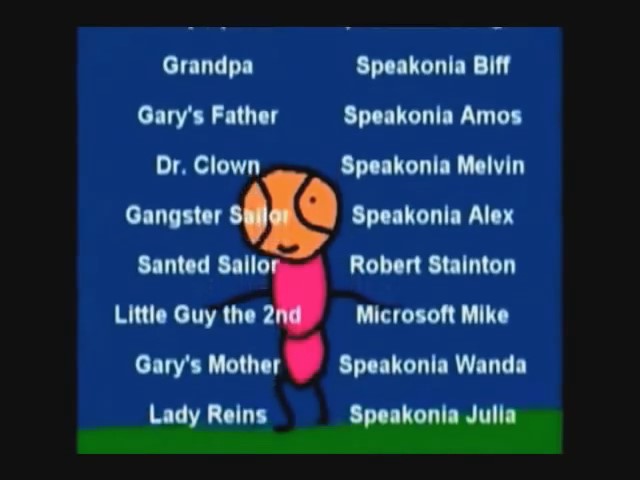 Grandpa Speakonia Biff
Gary's Father Speakonia Amos
Dr. Clown Speakonia Melvin
Gangster Sailor Speakonia Alex
Santed Sailor Robert Stainton
Little Guy the 2nd Microsoft Mike
Gary's Mother Speakonia Wanda
Lady Reins Speakonia Julia